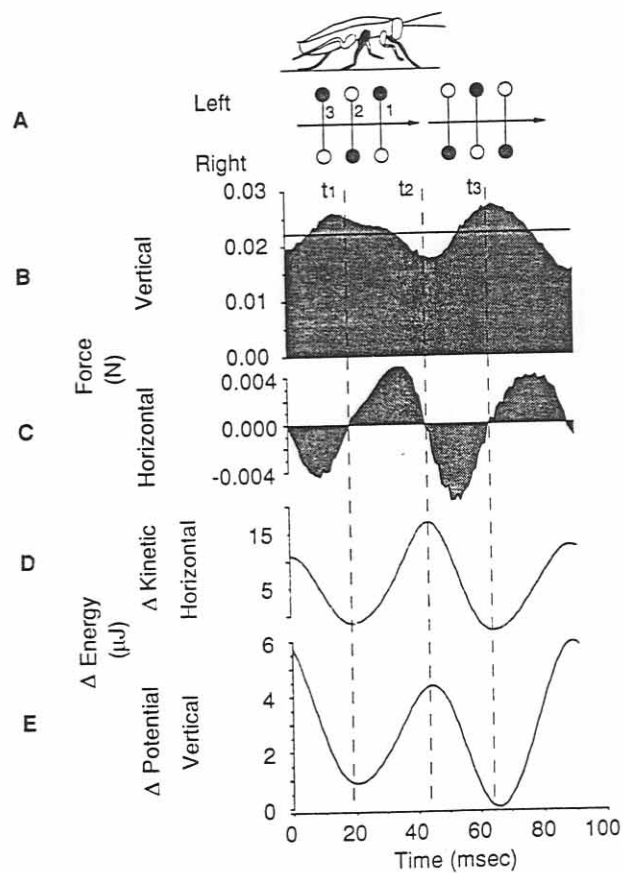 A
Left
3 2 1
Right
t1 t2 t3
B
Vertical
0.03
0.02
0.01
0.00
Force
(N)
C
Horizontal
0.004
0.000
-0.004
D
Δ Kinetic
Horizontal
15
5
Δ Energy
(μJ)
E
Δ Potential
Vertical
6
4
2
0
0 20 40 60 80 100
Time (msec)